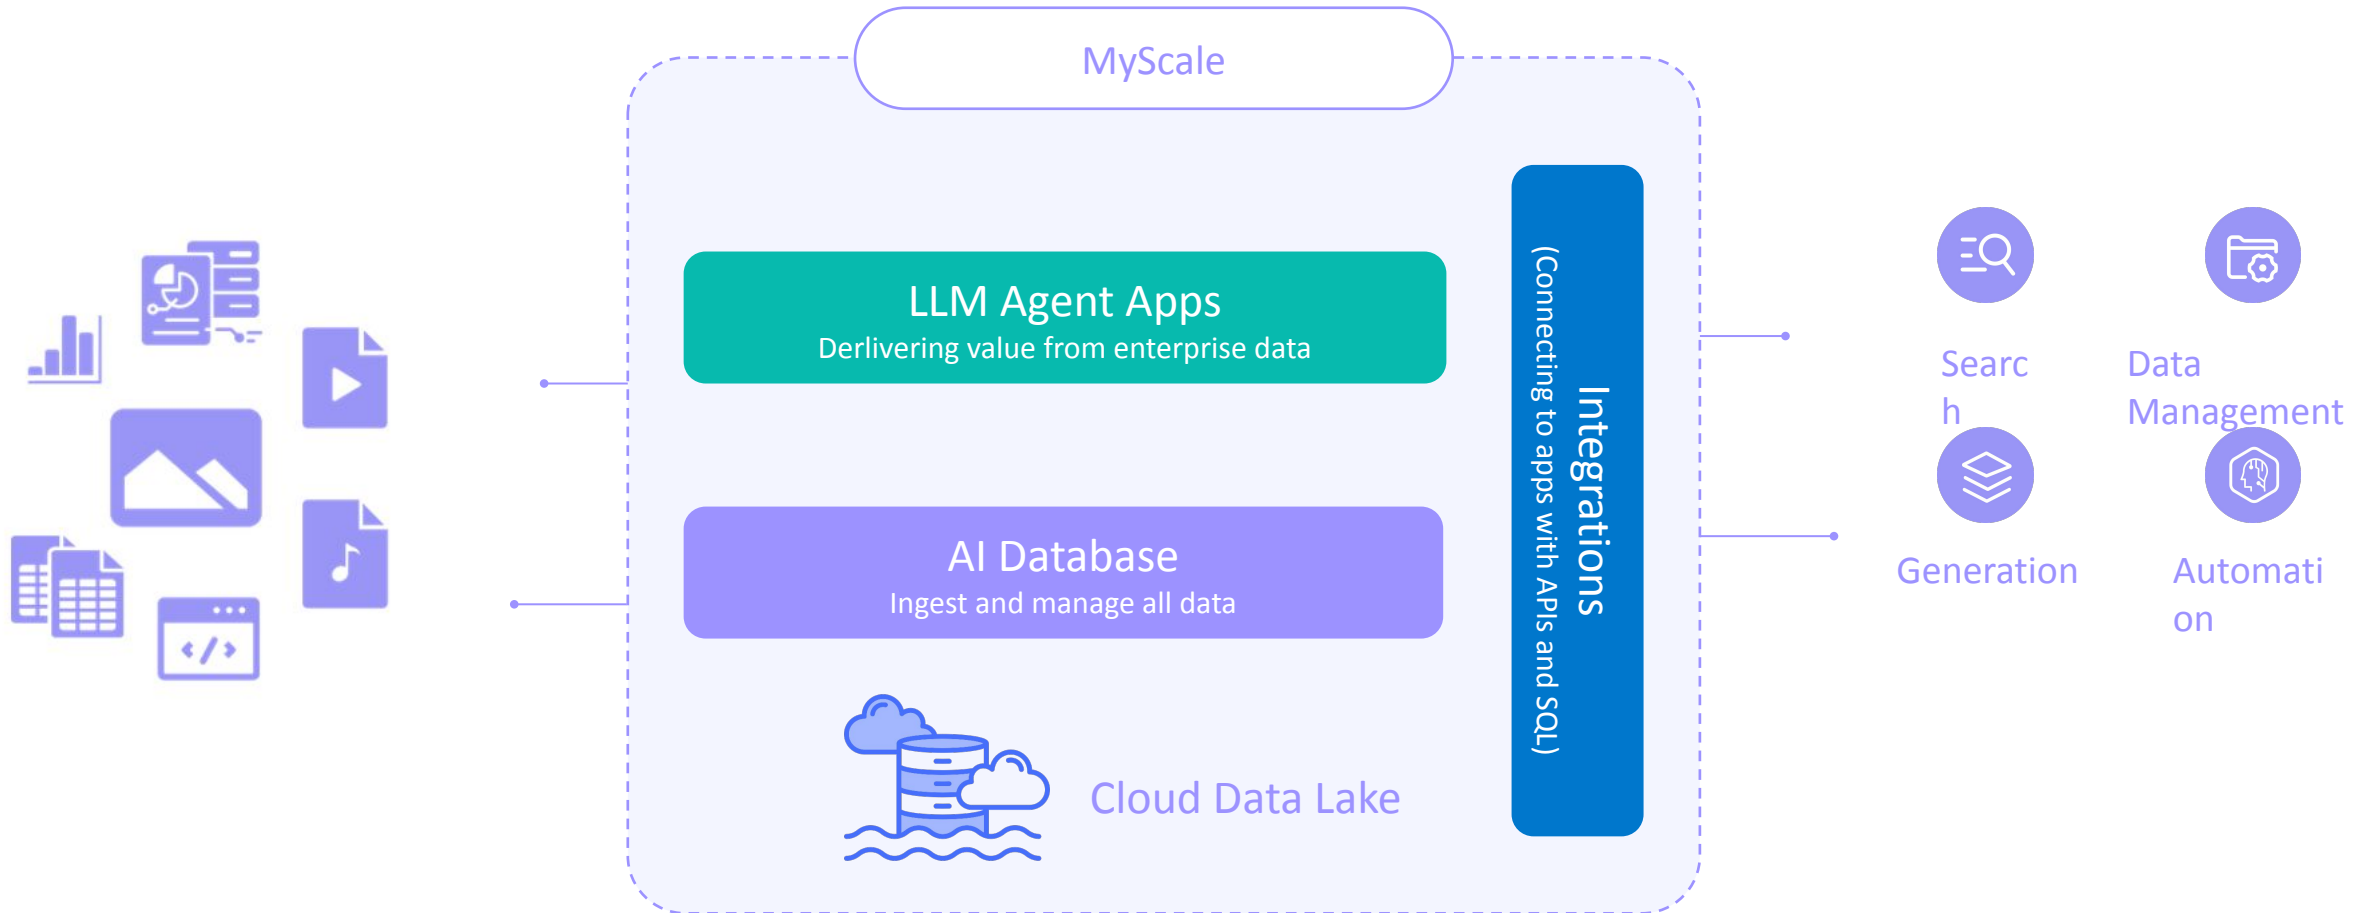 MyScale
LLM Agent Apps
Derlivering value from enterprise data
AI Database
Ingest and manage all data
Cloud Data Lake
Integrations
(Connecting to apps with APIs and SQL)
Searc
h
Data
Management
Generation
Automati
on